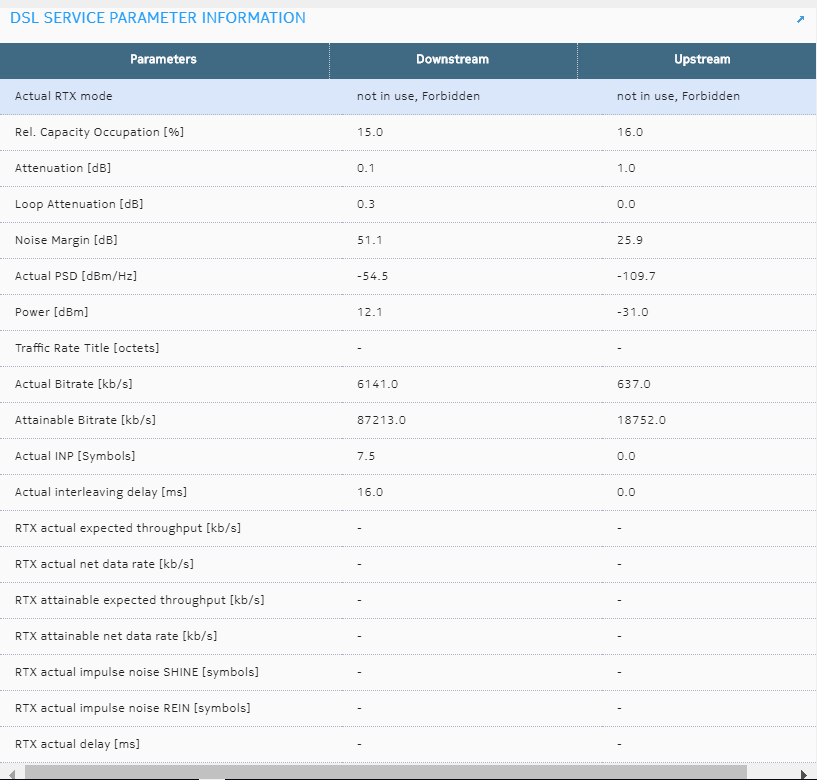 DSL SERVICE PARAMETER INFORMATION
Parameters Downstream Upstream
Actual RTX mode not in use, Forbidden not in use, Forbidden
Rel. Capacity Occupation [%] 15.0 16.0
Attenuation [dB] 0.1 1.0
Loop Attenuation [dB] 0.3 0.0
Noise Margin [dB] 51.1 25.9
Actual PSD [dBm/Hz] -54.5 -109.7
Power [dBm] 12.1 -31.0
Traffic Rate Title [octets] - -
Actual Bitrate [kb/s] 6141.0 637.0
Attainable Bitrate [kb/s] 87213.0 18752.0
Actual INP [Symbols] 7.5 0.0
Actual interleaving delay [ms] 16.0 0.0
RTX actual expected throughput [kb/s] - -
RTX actual net data rate [kb/s] - -
RTX attainable expected throughput [kb/s] - -
RTX attainable net data rate [kb/s] - -
RTX actual impulse noise SHINE [symbols] - -
RTX actual impulse noise REIN [symbols] - -
RTX actual delay [ms] - -